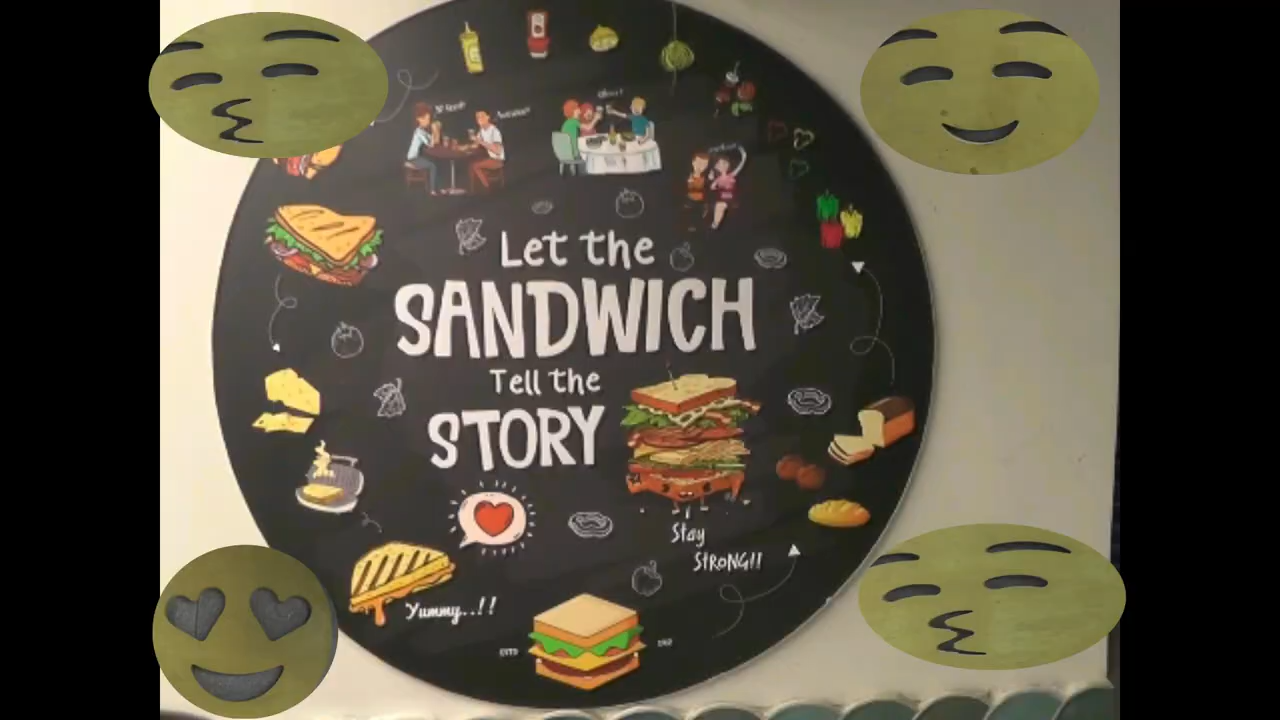 Let the
SANDWICH
Tell the
STORY
Stay
STRONG!!
Yummy..!!